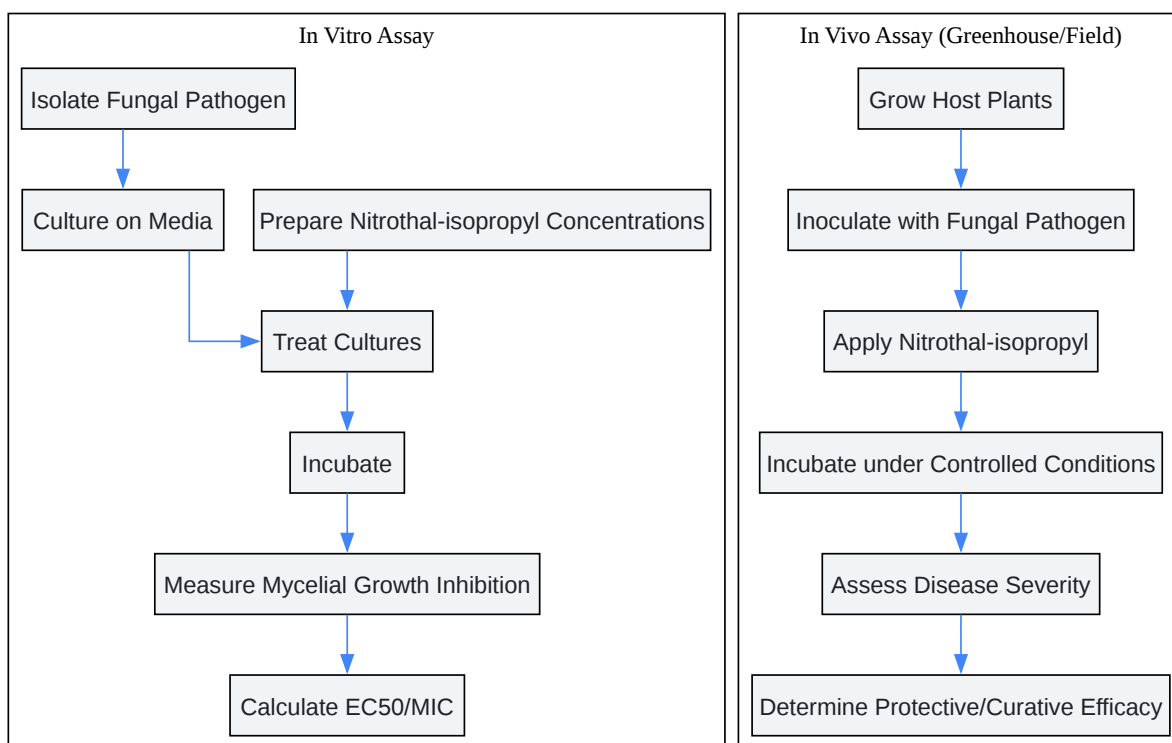 In Vitro Assay
Isolate Fungal Pathogen
Culture on Media
Prepare Nitrothal-isopropyl Concentrations
Treat Cultures
Incubate
Measure Mycelial Growth Inhibition
Calculate EC50/MIC
In Vivo Assay (Greenhouse/Field)
Grow Host Plants
Inoculate with Fungal Pathogen
Apply Nitrothal-isopropyl
Incubate under Controlled Conditions
Assess Disease Severity
Determine Protective/Curative Efficacy